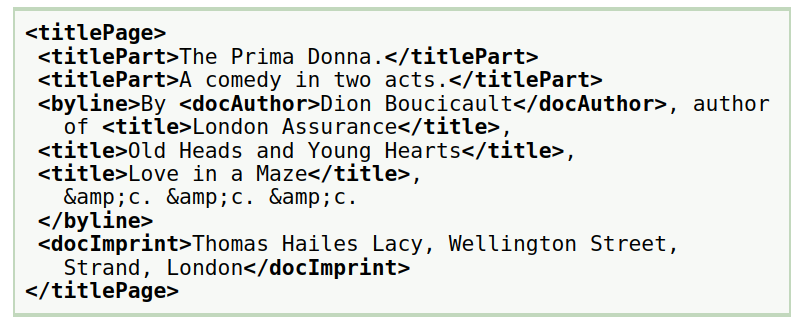 <titlePage>
<titlePart>The Prima Donna.</titlePart>
<titlePart>A comedy in two acts.</titlePart>
<byline>By <docAuthor>Dion Boucicault</docAuthor>, author
of <title>London Assurance</title>,
<title>Old Heads and Young Hearts</title>,
<title>Love in a Maze</title>,
&amp;c. &amp;c. &amp;c.
</byline>
<docImprint>Thomas Hailes Lacy, Wellington Street,
Strand, London</docImprint>
</titlePage>